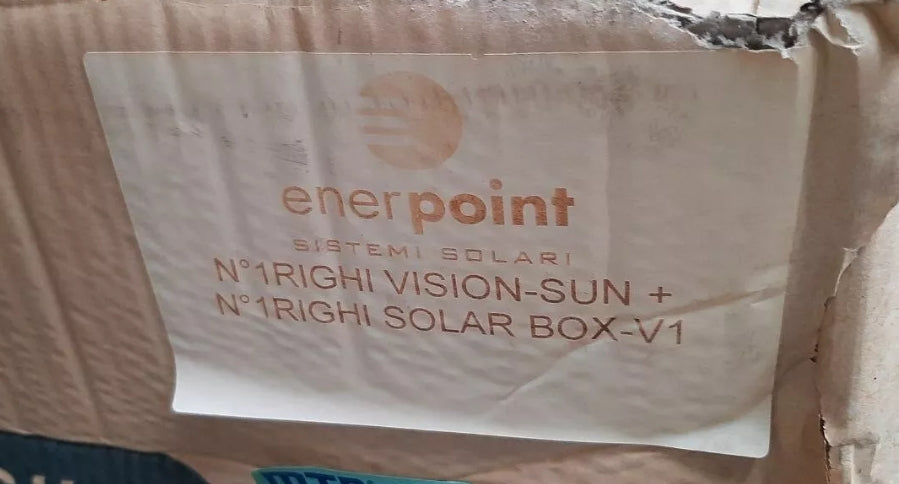 enerpoint
SISTEMI SOLARI
N°1RIGHI VISION-SUN +
N°1RIGHI SOLAR BOX-V1